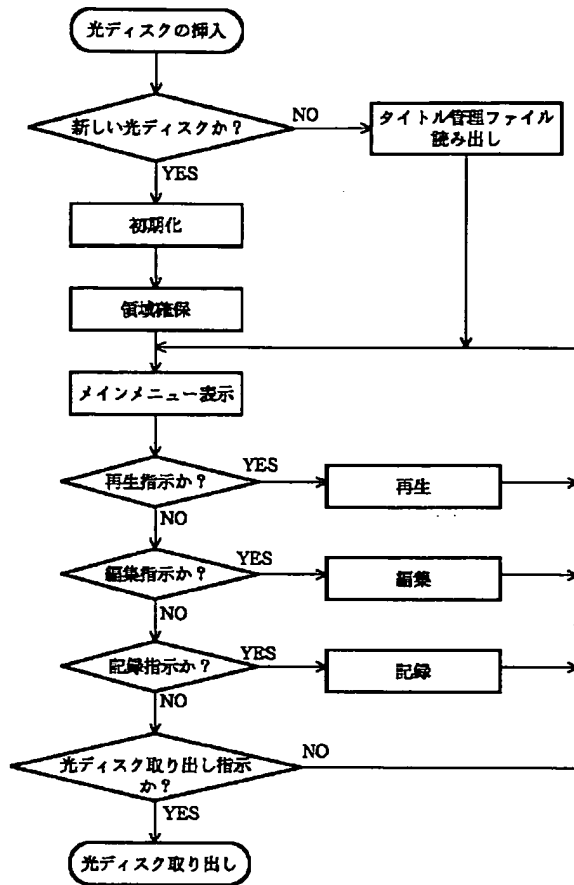 光ディスクの挿入
新しい光ディスクか？
NO
タイトル管理ファイル
読み出し
YES
初期化
領域確保
メインメニュー表示
再生指示か？
YES
再生
NO
編集指示か？
YES
編集
NO
記録指示か？
YES
記録
NO
光ディスク取り出し指示
か？
NO
YES
光ディスク取り出し